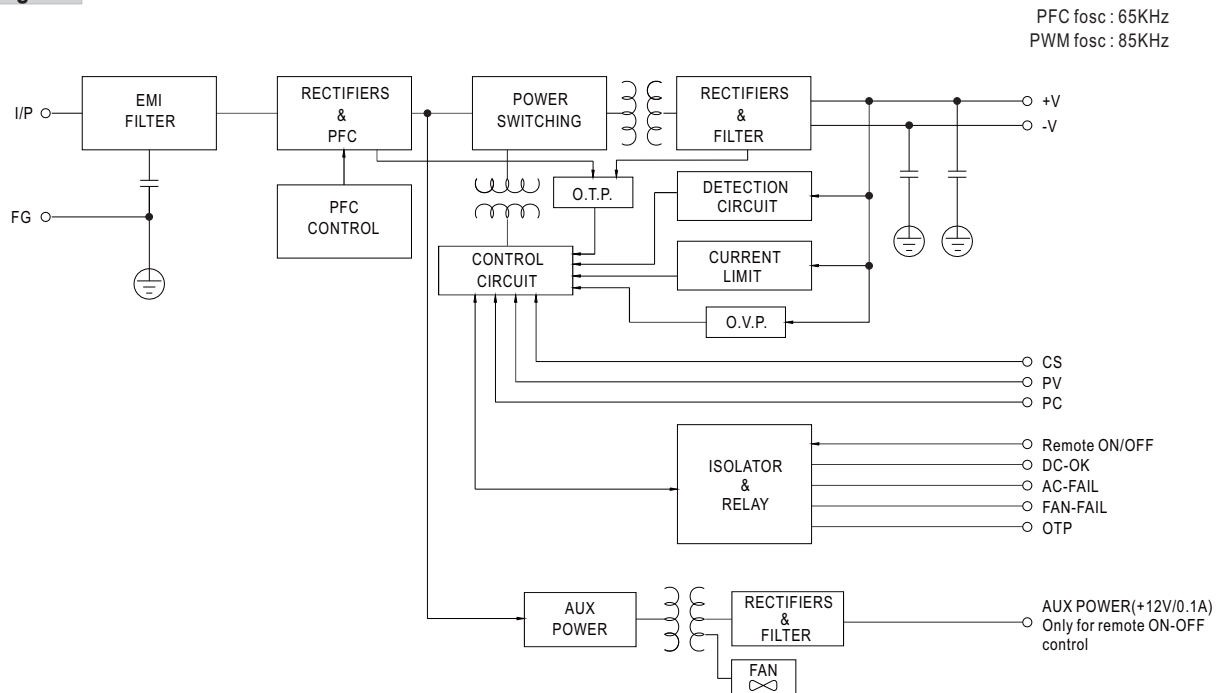 PFC fosc : 65KHz
PWM fosc : 85KHz
I/P
EMI
FILTER
RECTIFIERS
&
PFC
POWER
SWITCHING
RECTIFIERS
&
FILTER
+V
-V
FG
PFC
CONTROL
O.T.P.
DETECTION
CIRCUIT
CONTROL
CIRCUIT
CURRENT
LIMIT
O.V.P.
CS
PV
PC
ISOLATOR
&
RELAY
Remote ON/OFF
DC-OK
AC-FAIL
FAN-FAIL
OTP
AUX
POWER
RECTIFIERS
&
FILTER
AUX POWER(+12V/0.1A)
Only for remote ON-OFF
control
FAN